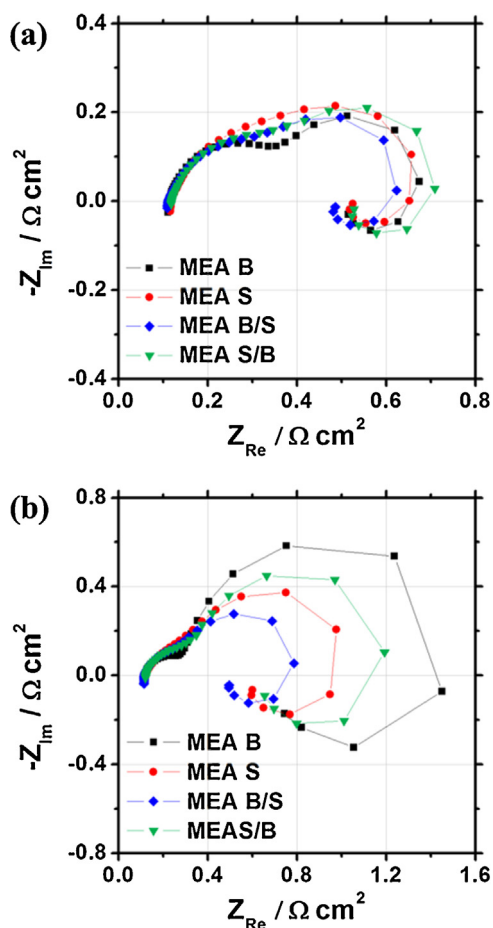 (a)
0.4
0.2
0.0
-0.2
-0.4
-Z_Im / Ω cm²
MEA B
MEA S
MEA B/S
MEA S/B
0.0 0.2 0.4 0.6 0.8
Z_Re / Ω cm²
(b)
0.8
0.4
0.0
-0.4
-0.8
-Z_Im / Ω cm²
MEA B
MEA S
MEA B/S
MEAS/B
0.0 0.4 0.8 1.2 1.6
Z_Re / Ω cm²